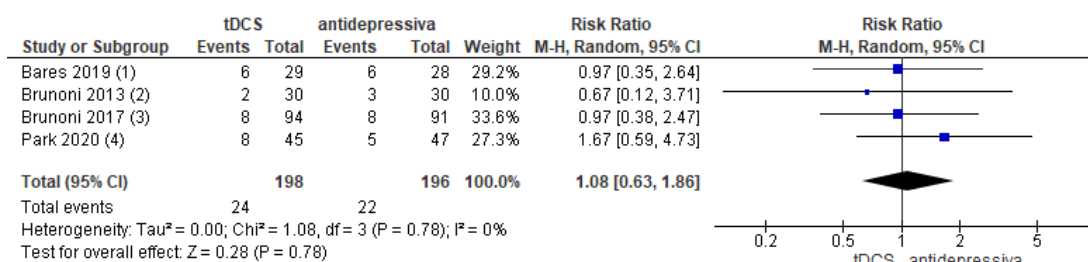 tDCS antidepressiva Risk Ratio Risk Ratio
Study or Subgroup Events Total Events Total Weight M-H, Random, 95% CI M-H, Random, 95% CI
Bares 2019 (1) 6 29 6 28 29.2% 0.97 [0.35, 2.64]
Brunoni 2013 (2) 2 30 3 30 10.0% 0.67 [0.12, 3.71]
Brunoni 2017 (3) 8 94 8 91 33.6% 0.97 [0.38, 2.47]
Park 2020 (4) 8 45 5 47 27.3% 1.67 [0.59, 4.73]
Total (95% CI) 198 196 100.0% 1.08 [0.63, 1.86]
Total events 24 22
Heterogeneity: Tau² = 0.00; Chi² = 1.08, df = 3 (P = 0.78); I² = 0%
Test for overall effect: Z = 0.28 (P = 0.78)
0.2 0.5 1 2 5
tDCS antidepressiva